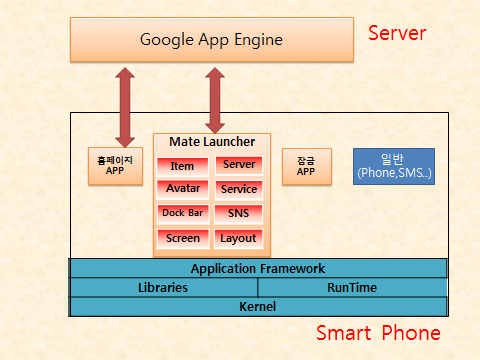 Google App Engine
Server
홈페이지
APP
Mate Launcher
Item
Server
Avatar
Service
Dock Bar
SNS
Screen
Layout
잠금
APP
일반
(Phone,SMS..)
Application Framework
Libraries
RunTime
Kernel
Smart Phone